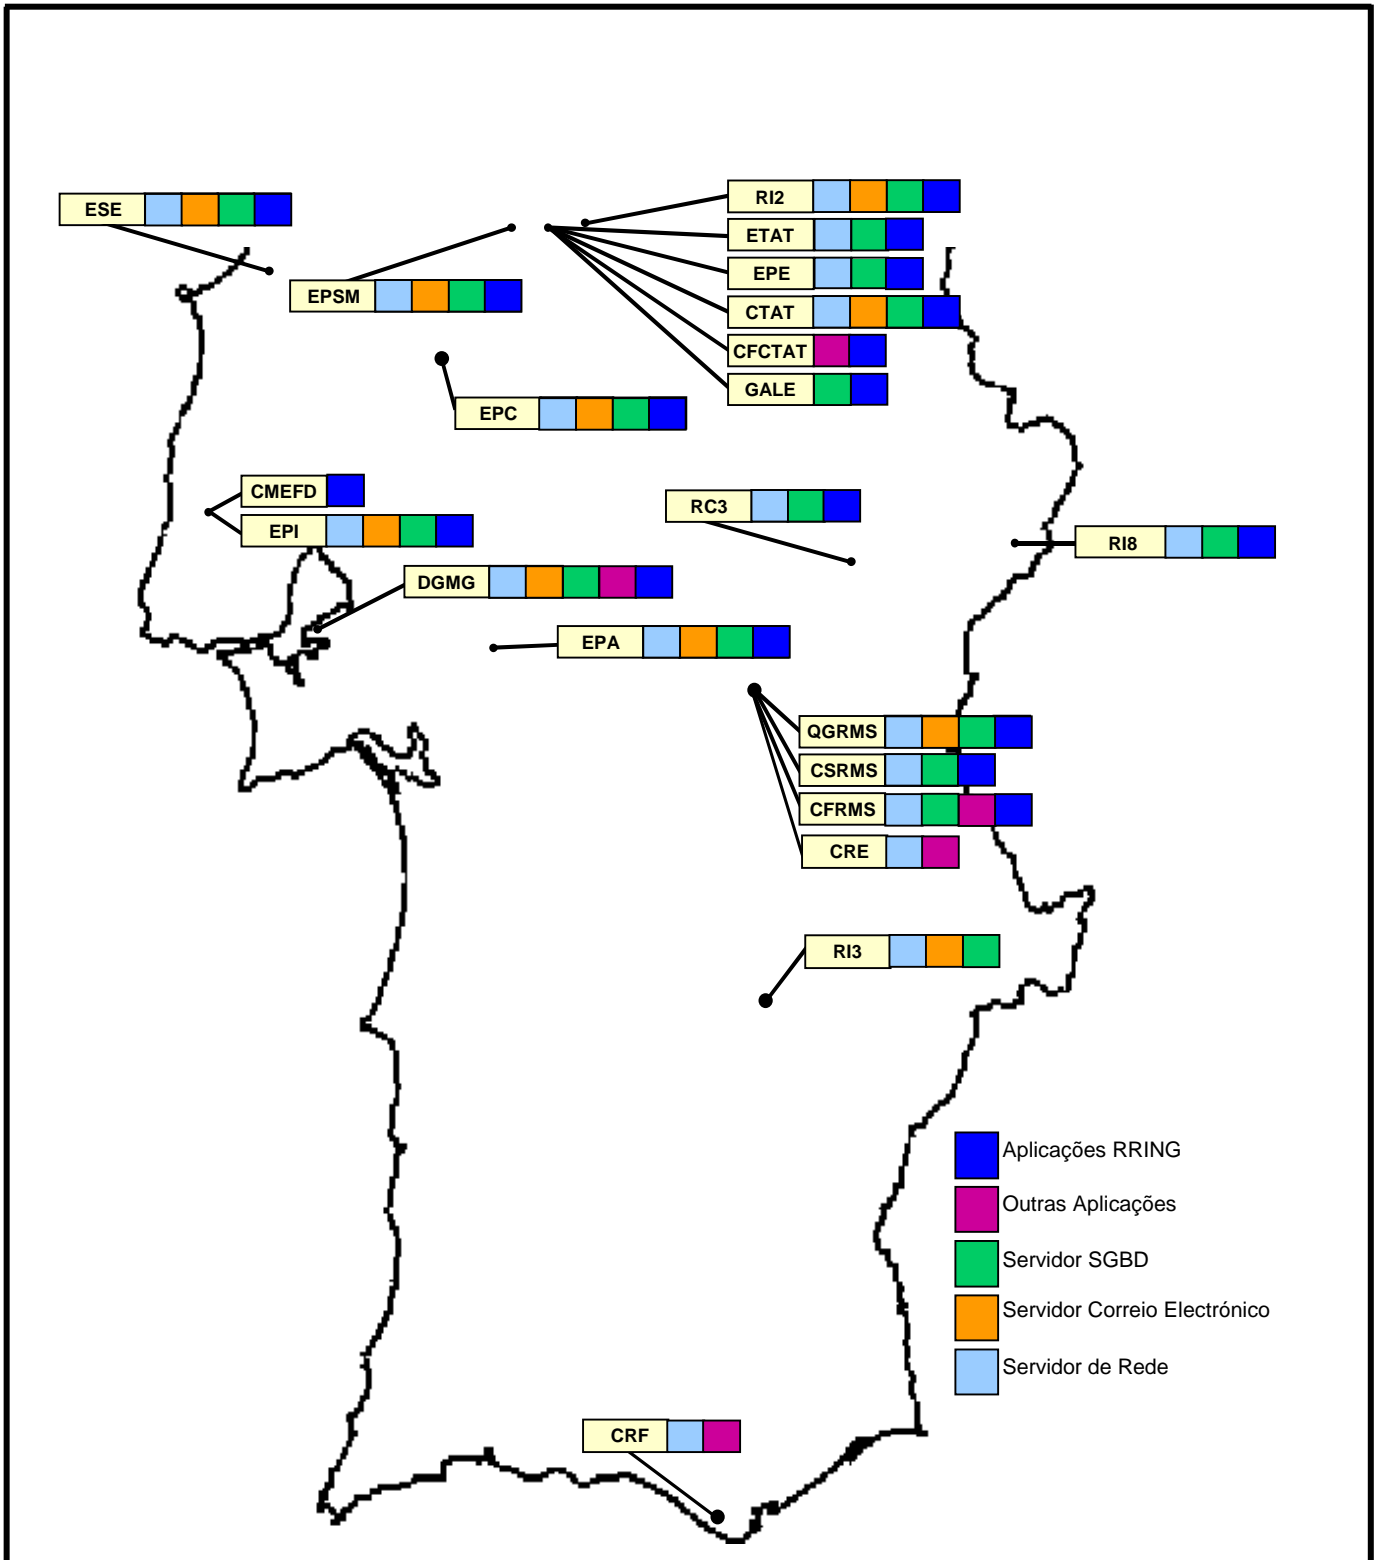 ESE
RI2
ETAT
EPE
EPSM
CTAT
CFCTAT
GALE
EPC
CMEFD
EPI
RC3
RI8
DGMG
EPA
QGRMS
CSRMS
CFRMS
CRE
RI3
Aplicações RRING
Outras Aplicações
Servidor SGBD
Servidor Correio Electrónico
Servidor de Rede
CRF